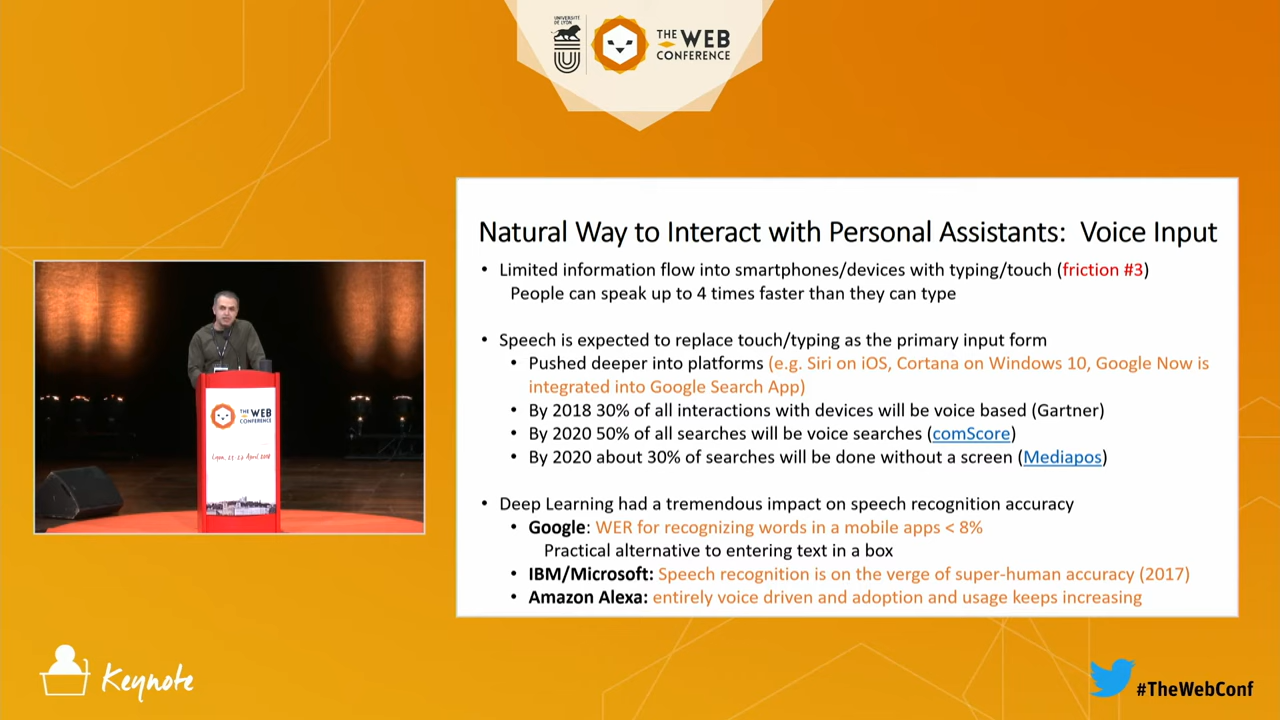 UNIVERSITÉ
DE LYON
THE WEB
CONFERENCE
Natural Way to Interact with Personal Assistants: Voice Input
• Limited information flow into smartphones/devices with typing/touch (friction #3)
People can speak up to 4 times faster than they can type
• Speech is expected to replace touch/typing as the primary input form
• Pushed deeper into platforms (e.g. Siri on iOS, Cortana on Windows 10, Google Now is
integrated into Google Search App)
• By 2018 30% of all interactions with devices will be voice based (Gartner)
• By 2020 50% of all searches will be voice searches (comScore)
• By 2020 about 30% of searches will be done without a screen (Mediapos)
• Deep Learning had a tremendous impact on speech recognition accuracy
• Google: WER for recognizing words in a mobile apps < 8%
Practical alternative to entering text in a box
• IBM/Microsoft: Speech recognition is on the verge of super-human accuracy (2017)
• Amazon Alexa: entirely voice driven and adoption and usage keeps increasing
THE WEB
CONFERENCE
Lyon, 23-27 April 2018
Keynote
#TheWebConf